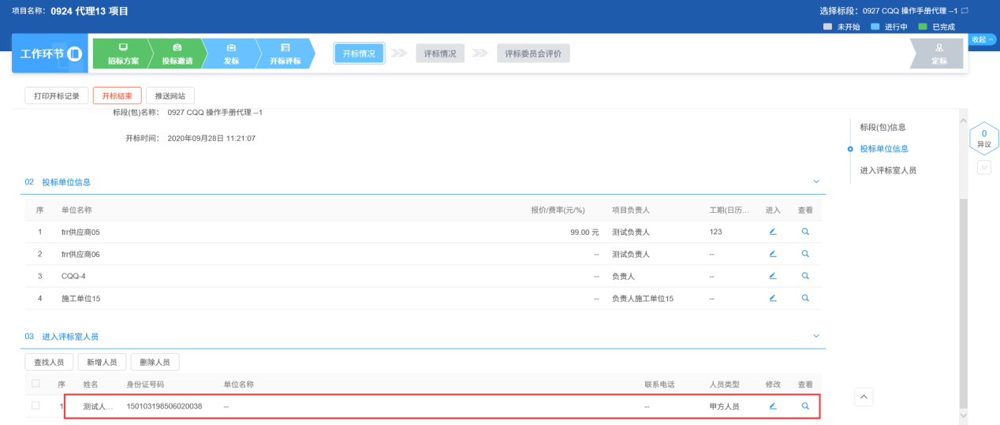 项目名称： 0924 代理13 项目
选择标段： 0927 CQQ 操作手册代理 --1
未开始 进行中 已完成
收起
工作环节
招标方案 投标邀请 发标 开标评标 开标情况 评标情况 评标委员会评价 定标
打印开标记录 开标结束 推送网站
标段(包)名称： 0927 CQQ 操作手册代理 --1
开标时间： 2020年09月28日 11:21:07
标段(包)信息
投标单位信息
进入评标室人员
0
异议
02 投标单位信息
序 单位名称 报价/费率(元/%) 项目负责人 工期(日历... 进入 查看
1 frr供应商05 99.00 元 测试负责人 123
2 frr供应商06 -- 测试负责人 --
3 CQQ-4 -- 负责人 --
4 施工单位15 -- 负责人施工单位15 --
03 进入评标室人员
查找人员 新增人员 删除人员
序 姓名 身份证号码 单位名称 联系电话 人员类型 修改 查看
1 测试人... 150103198506020038 -- -- 甲方人员